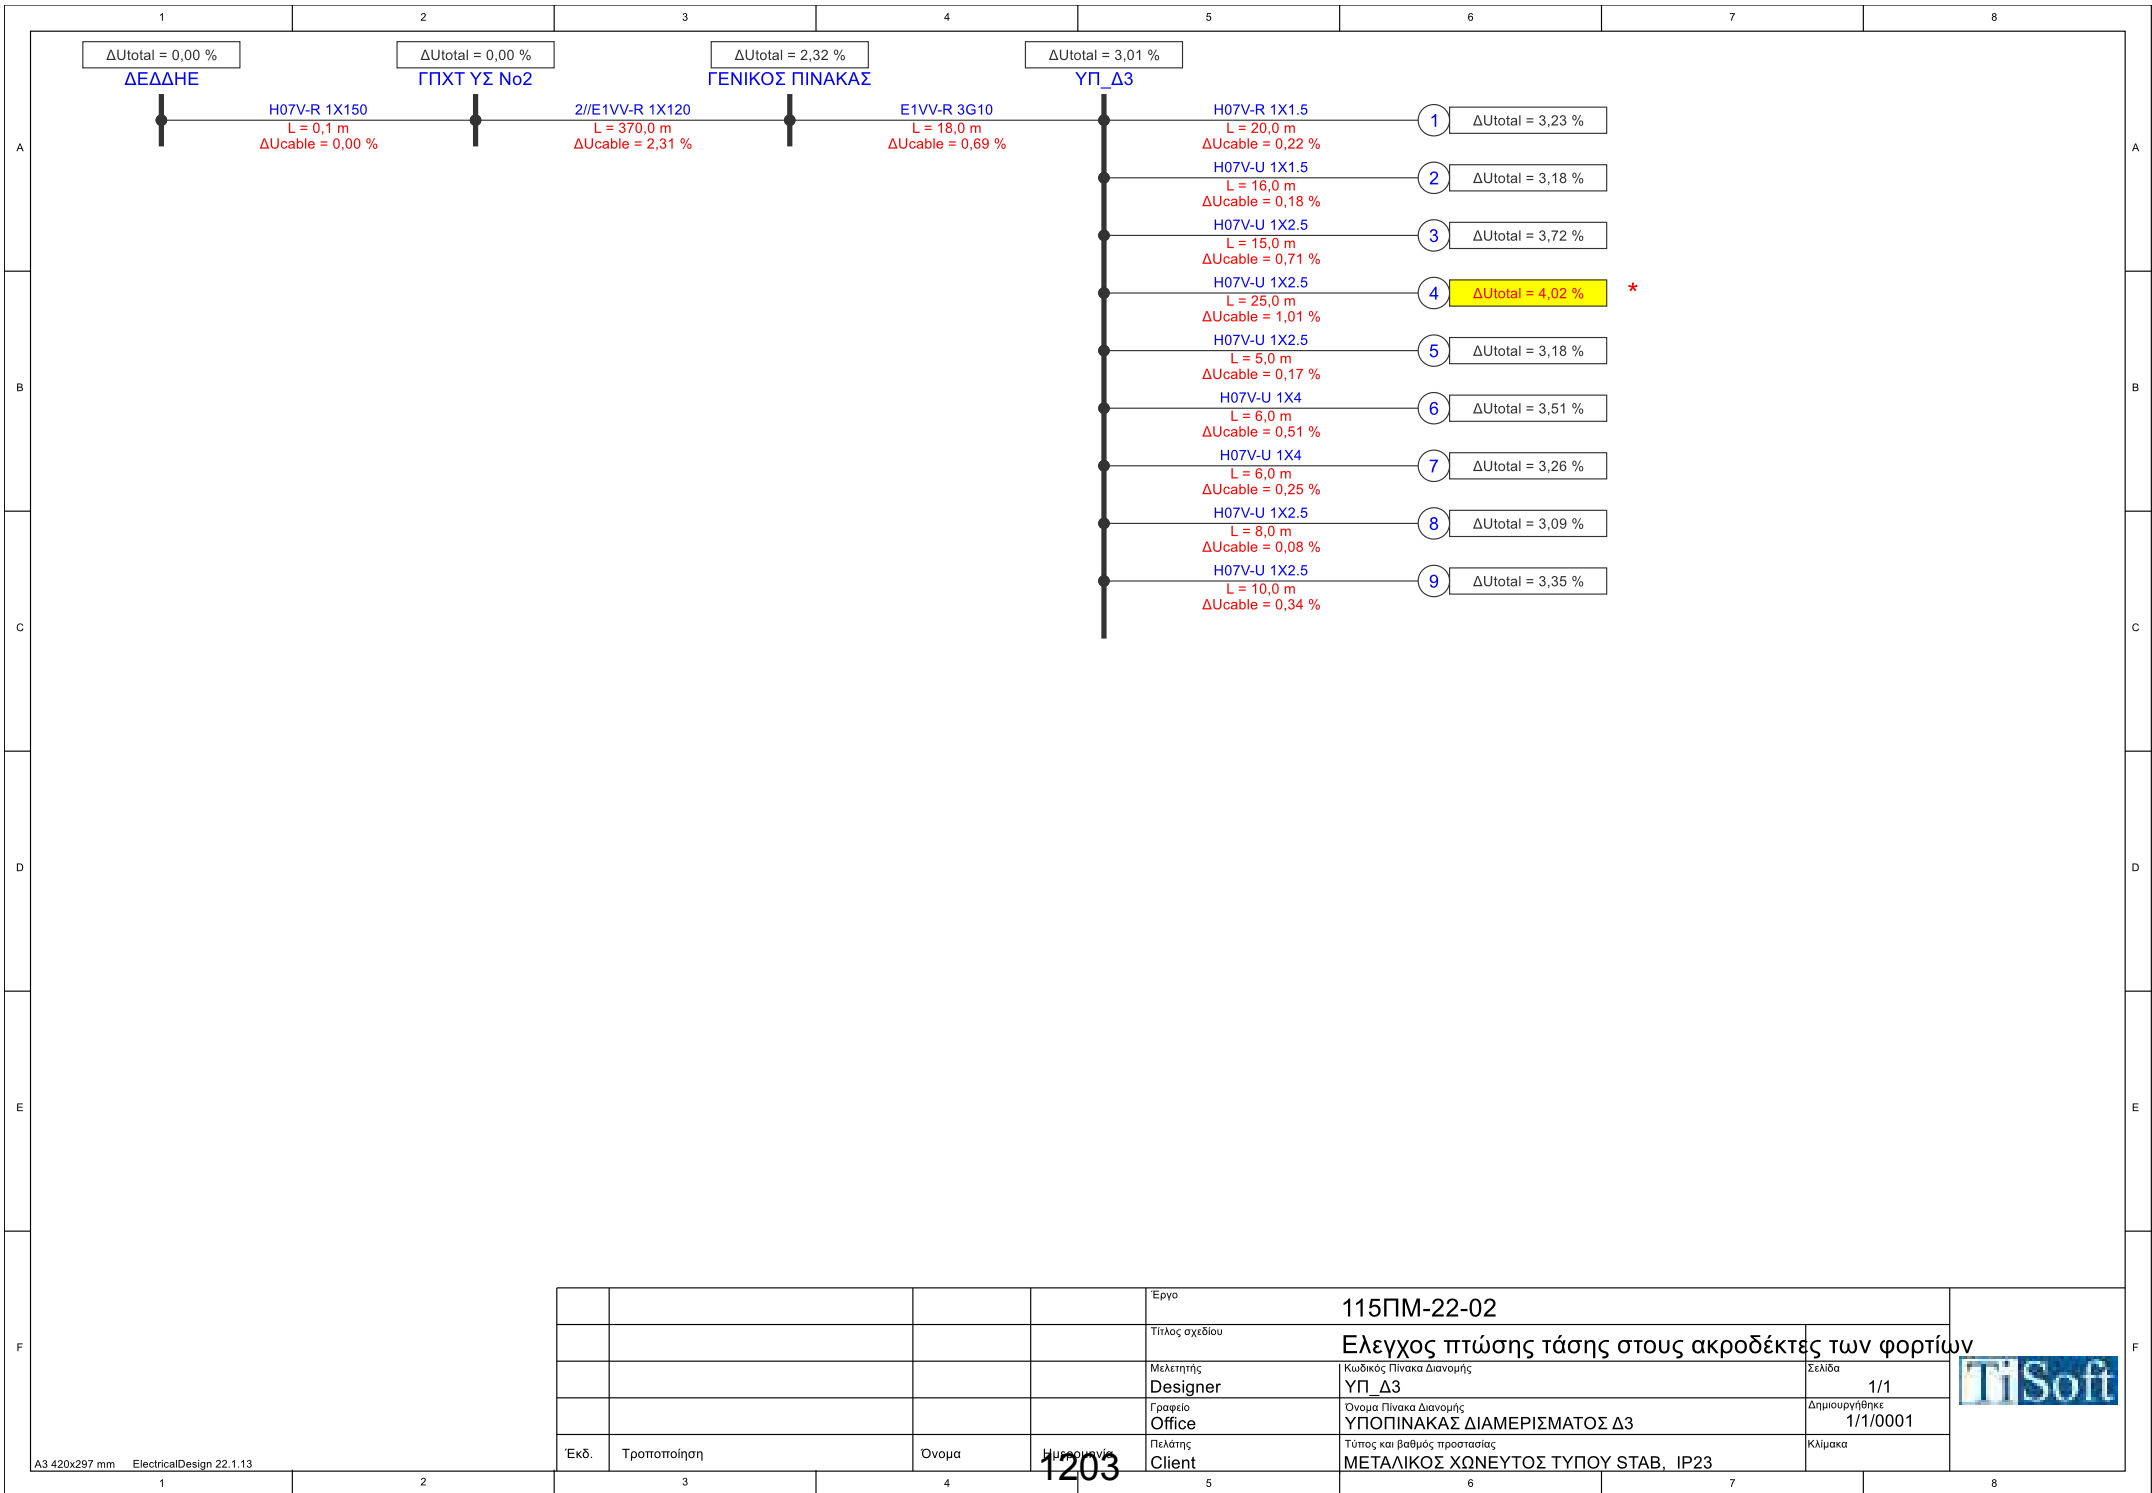 1 2 3 4 5 6 7 8
ΔUtotal = 0,00 % ΔUtotal = 0,00 % ΔUtotal = 2,32 % ΔUtotal = 3,01 %
ΔΕΔΔΗΕ ΓΠΧΤ ΥΣ Νο2 ΓΕΝΙΚΟΣ ΠΙΝΑΚΑΣ ΥΠ_Δ3
H07V-R 1X150 2//E1VV-R 1X120 E1VV-R 3G10 H07V-R 1X1.5
L = 0,1 m L = 370,0 m L = 18,0 m L = 20,0 m 1 ΔUtotal = 3,23 %
ΔUcable = 0,00 % ΔUcable = 2,31 % ΔUcable = 0,69 % ΔUcable = 0,22 %
A A
H07V-U 1X1.5
L = 16,0 m 2 ΔUtotal = 3,18 %
ΔUcable = 0,18 %
H07V-U 1X2.5
L = 15,0 m 3 ΔUtotal = 3,72 %
ΔUcable = 0,71 %
H07V-U 1X2.5
L = 25,0 m 4 ΔUtotal = 4,02 % *
ΔUcable = 1,01 %
H07V-U 1X2.5
L = 5,0 m 5 ΔUtotal = 3,18 %
ΔUcable = 0,17 %
B B
H07V-U 1X4
L = 6,0 m 6 ΔUtotal = 3,51 %
ΔUcable = 0,51 %
H07V-U 1X4
L = 6,0 m 7 ΔUtotal = 3,26 %
ΔUcable = 0,25 %
H07V-U 1X2.5
L = 8,0 m 8 ΔUtotal = 3,09 %
ΔUcable = 0,08 %
H07V-U 1X2.5
L = 10,0 m 9 ΔUtotal = 3,35 %
ΔUcable = 0,34 %
C C
D D
E E
F F
Έργο 115ΠΜ-22-02
Τίτλος σχεδίου Ελεγχος πτώσης τάσης στους ακροδέκτες των φορτίων
Μελετητής Κωδικός Πίνακα Διανομής Σελίδα
Designer ΥΠ_Δ3 1/1
TiSoft
Γραφείο Όνομα Πίνακα Διανομής Δημιουργήθηκε
Office ΥΠΟΠΙΝΑΚΑΣ ΔΙΑΜΕΡΙΣΜΑΤΟΣ Δ3 1/1/0001
Έκδ. Τροποποίηση Όνομα Ημερομηνία
Πελάτης Τύπος και βαθμός προστασίας Κλίμακα
Client ΜΕΤΑΛΙΚΟΣ ΧΩΝΕΥΤΟΣ ΤΥΠΟΥ STAB, IP23
1203
A3 420x297 mm ElectricalDesign 22.1.13
1 2 3 4 5 6 7 8